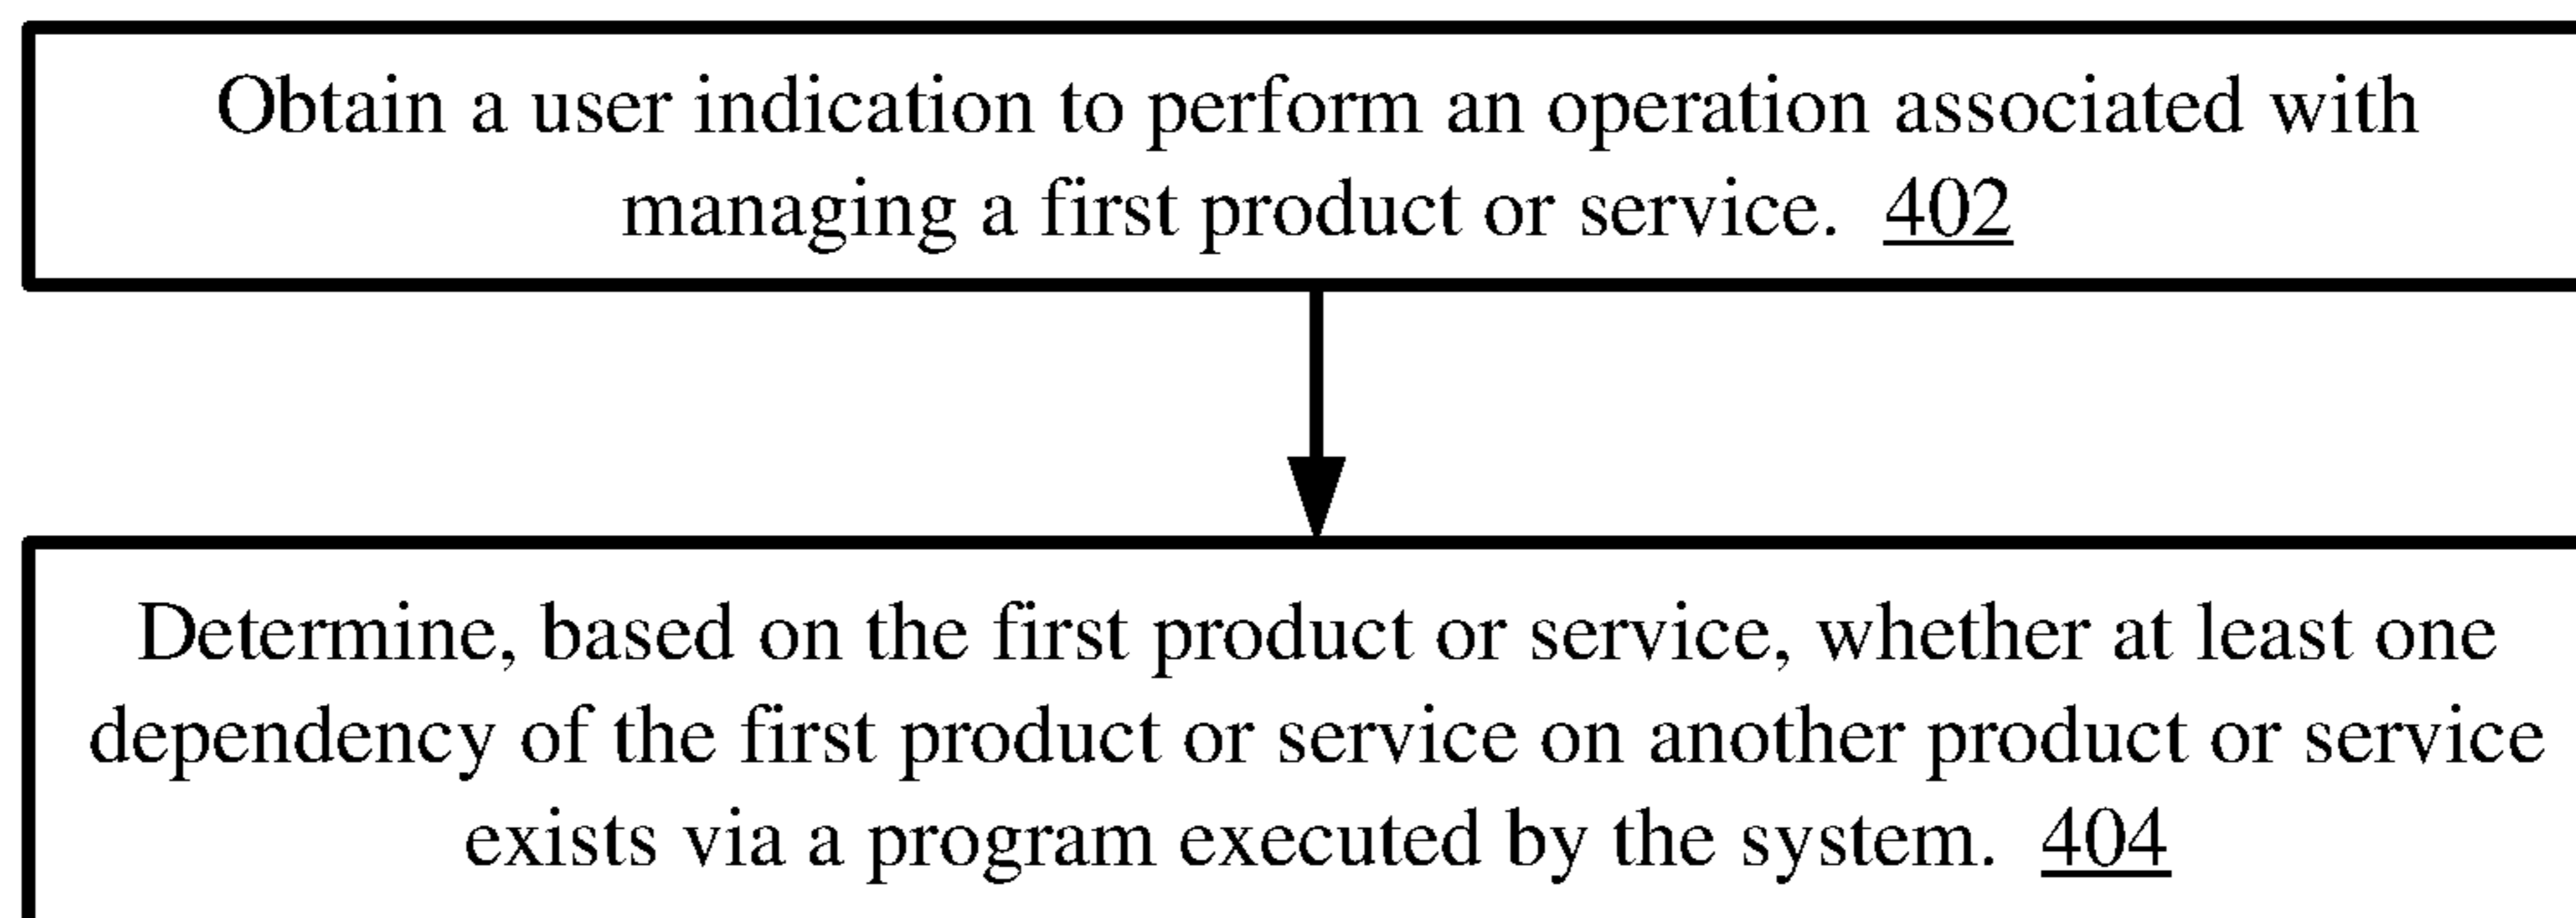 Obtain a user indication to perform an operation associated with
managing a first product or service. 402
Determine, based on the first product or service, whether at least one
dependency of the first product or service on another product or service
exists via a program executed by the system. 404